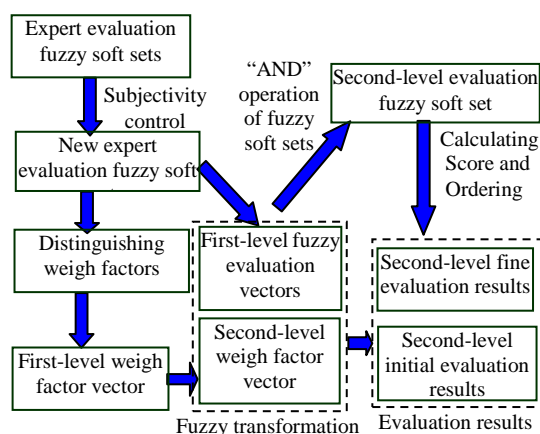 Expert evaluation
fuzzy soft sets
Subjectivity
control
New expert
evaluation fuzzy soft
Distinguishing
weigh factors
First-level weigh
factor vector
"AND"
operation
of fuzzy
soft sets
First-level fuzzy
evaluation
vectors
Second-level
weigh factor
vector
Fuzzy transformation
Second-level evaluation
fuzzy soft set
Calculating
Score and
Ordering
Second-level fine
evaluation results
Second-level
initial evaluation
results
Evaluation results